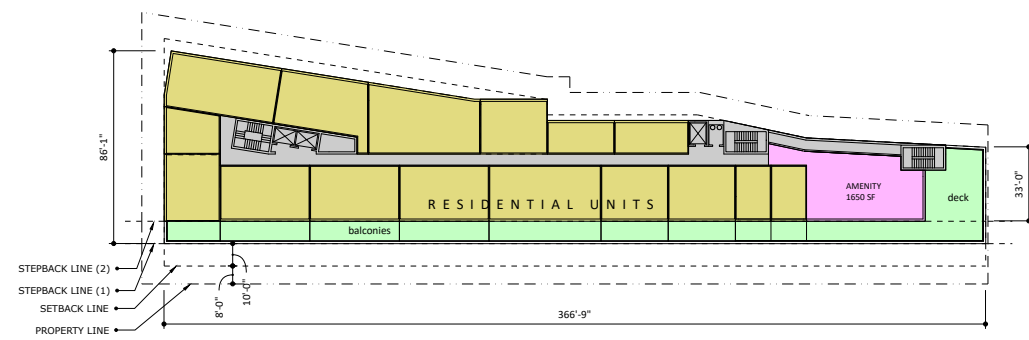 86'-1"
AMENITY
1650 SF
33'-0"
RESIDENTIAL UNITS
deck
balconies
STEPBACK LINE (2)
STEPBACK LINE (1)
SETBACK LINE
PROPERTY LINE
8'-0"
10'-0"
366'-9"